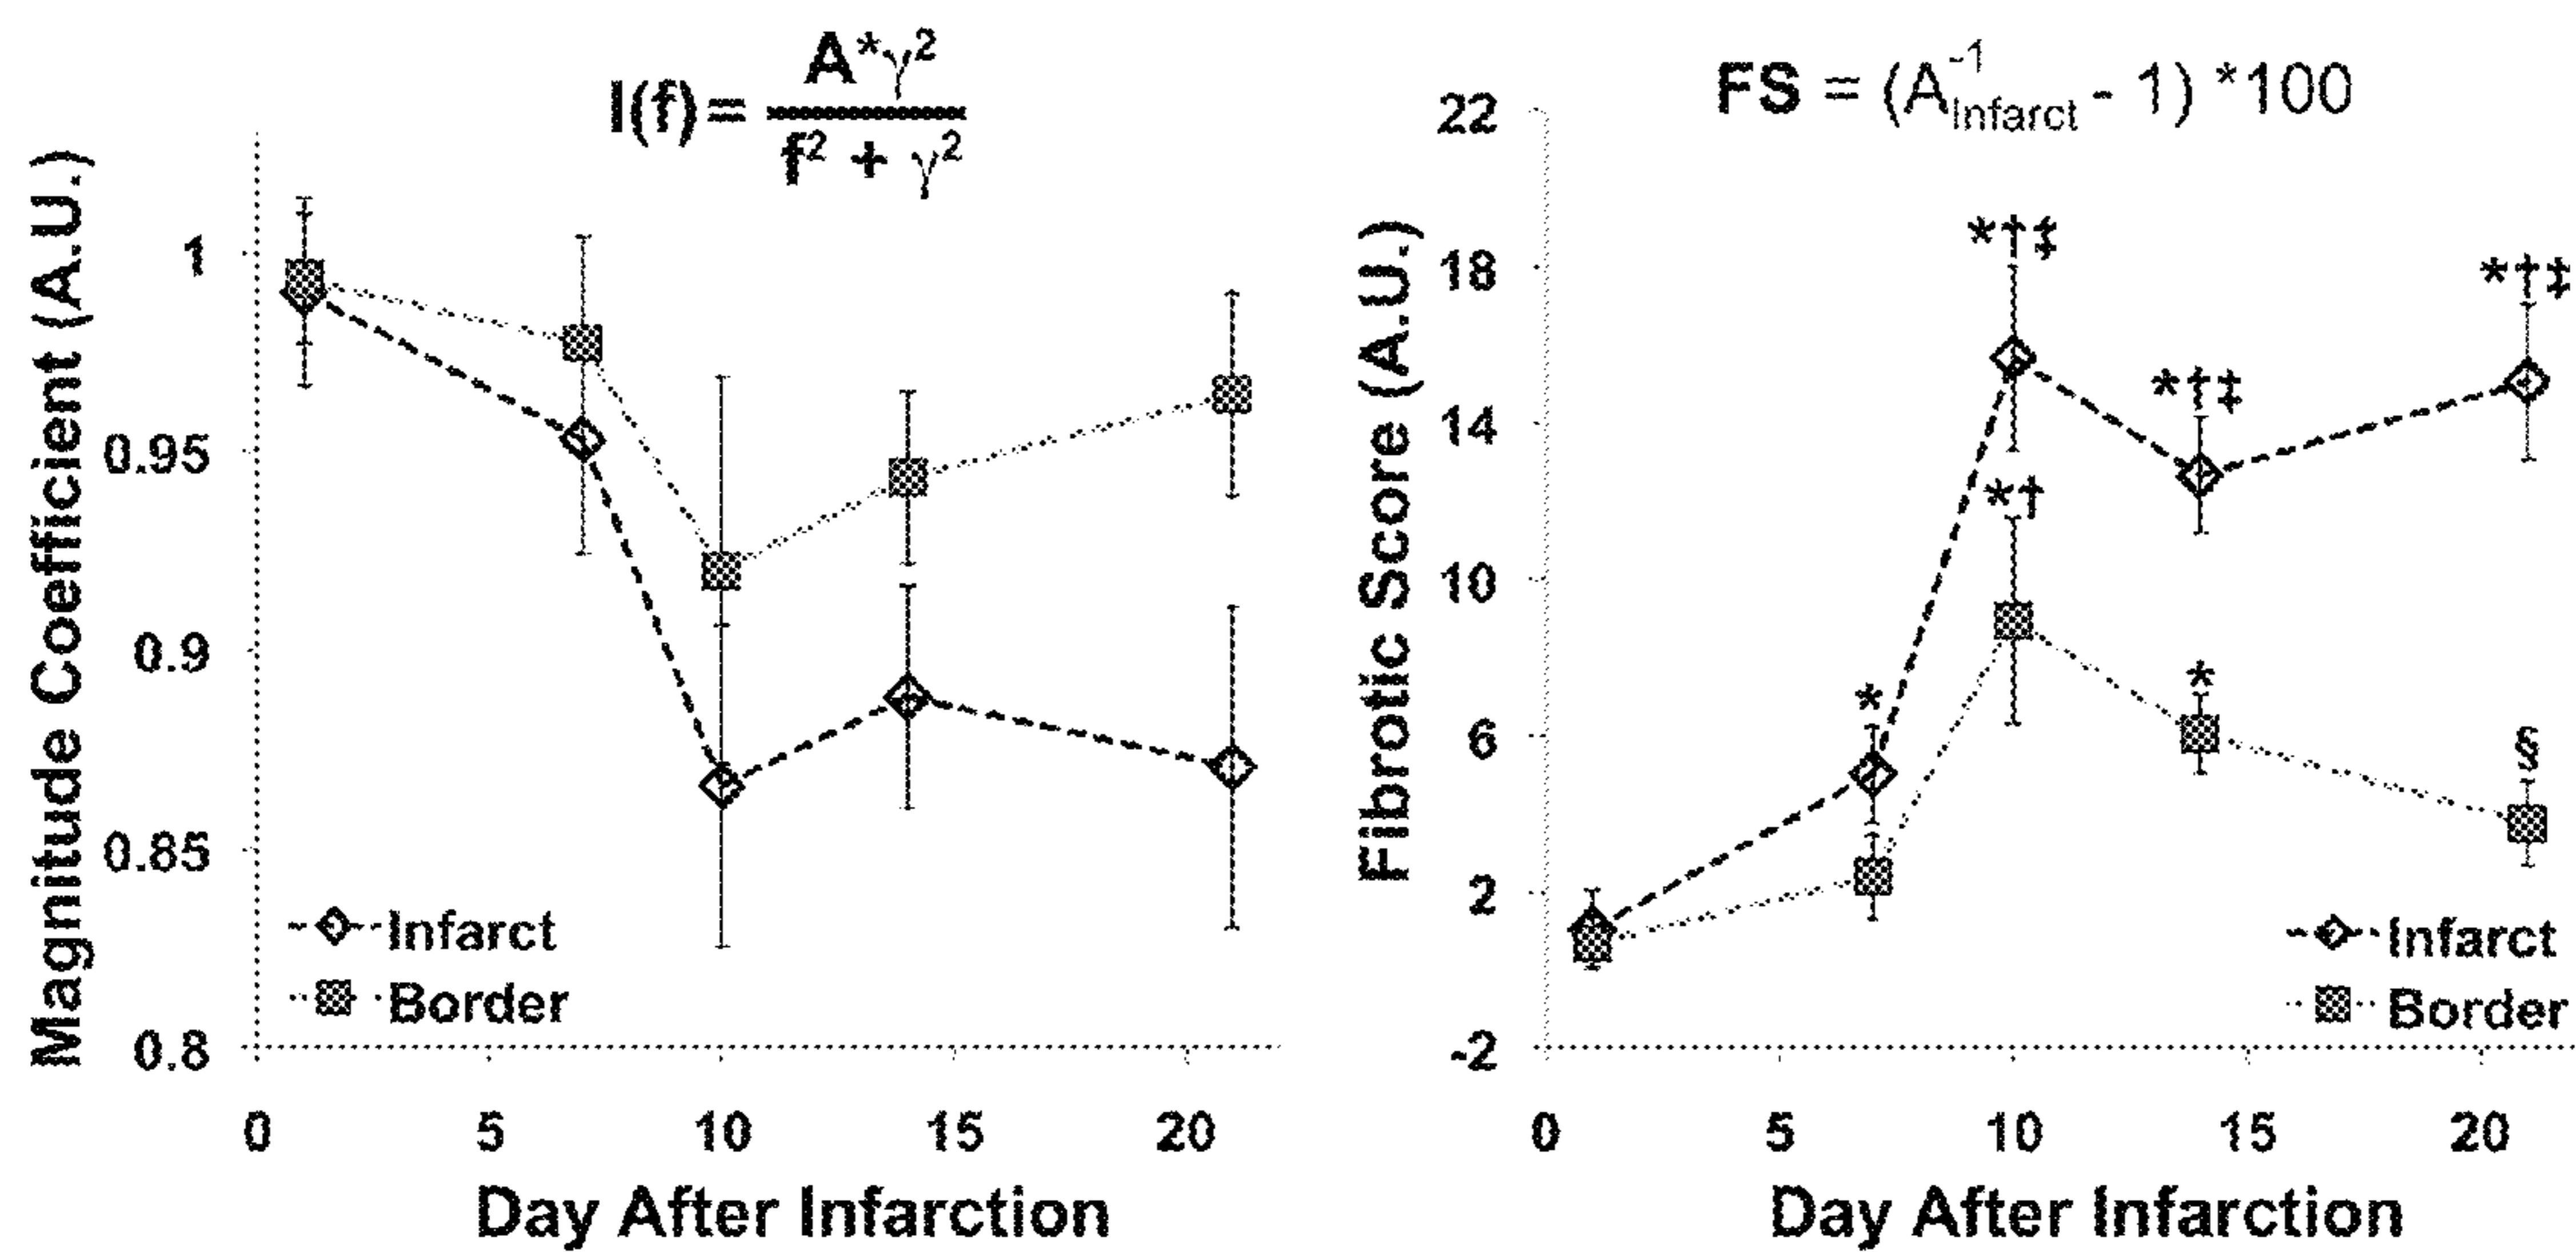 I(f) = A*γ²
f² + γ²
Magnitude Coefficient (A.U.)
1
0.95
0.9
0.85
0.8
Infarct
Border
0 5 10 15 20
Day After Infarction
FS = (A⁻¹Infarct - 1) *100
Fibrotic Score (A.U.)
22
18
14
10
6
2
-2
*†‡
*†‡
*†‡
*†
*
*
§
Infarct
Border
0 5 10 15 20
Day After Infarction